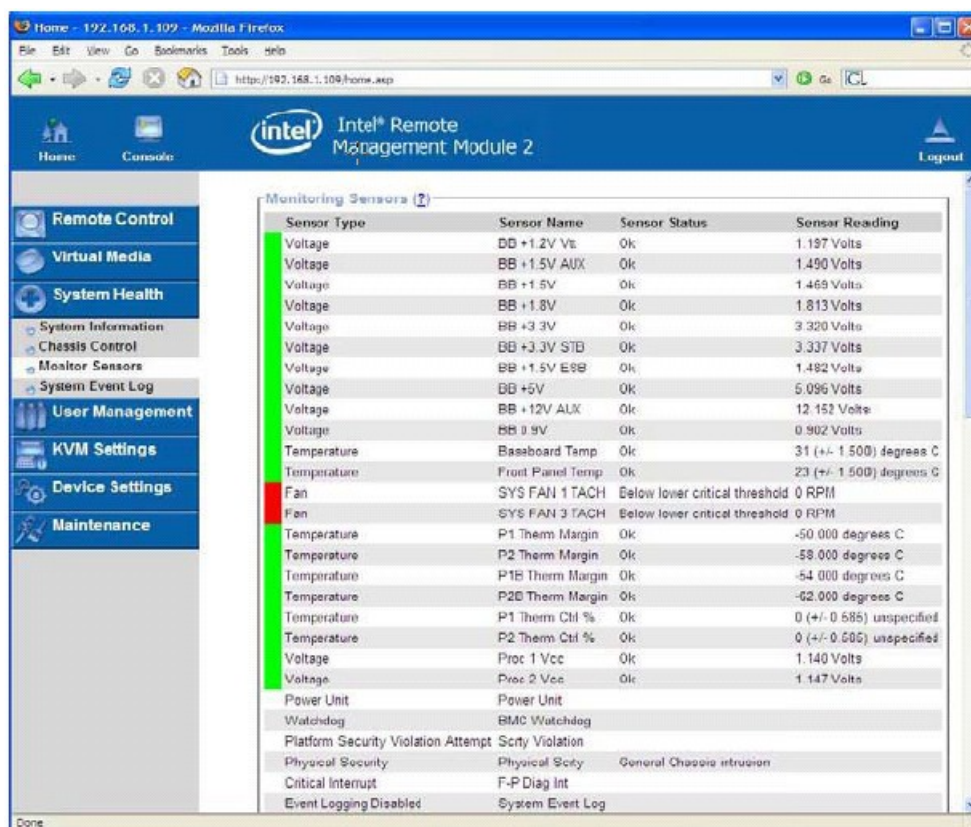 Home - 192.168.1.109 - Mozilla Firefox
File Edit View Go Bookmarks Tools Help
http://192.168.1.109/home.asp Go
Home Console intel Intel® Remote Management Module 2 Logout
Remote Control
Virtual Media
System Health
System Information
Chassis Control
Monitor Sensors
System Event Log
User Management
KVM Settings
Device Settings
Maintenance
Monitoring Sensors (?)
Sensor Type Sensor Name Sensor Status Sensor Reading
Voltage BB +1.2V Ok 1.197 Volts
Voltage BB +1.5V AUX Ok 1.490 Volts
Voltage BB +1.5V Ok 1.469 Volts
Voltage BB +1.8V Ok 1.813 Volts
Voltage BB +3.3V Ok 3.320 Volts
Voltage BB +3.3V STB Ok 3.337 Volts
Voltage BB +1.5V ESB Ok 1.482 Volts
Voltage BB +5V Ok 5.096 Volts
Voltage BB +12V AUX Ok 12.152 Volts
Voltage BB 0.9V Ok 0.902 Volts
Temperature Baseboard Temp Ok 31 (+/- 1.500) degrees C
Temperature Front Panel Temp Ok 23 (+/- 1.500) degrees C
Fan SYS FAN 1 TACH Below lower critical threshold 0 RPM
Fan SYS FAN 3 TACH Below lower critical threshold 0 RPM
Temperature P1 Therm Margin Ok -50.000 degrees C
Temperature P2 Therm Margin Ok -58.000 degrees C
Temperature P1B Therm Margin Ok -54.000 degrees C
Temperature P2B Therm Margin Ok -62.000 degrees C
Temperature P1 Therm Ctrl % Ok 0 (+/- 0.585) unspecified
Temperature P2 Therm Ctrl % Ok 0 (+/- 0.585) unspecified
Voltage Proc 1 Vcc Ok 1.140 Volts
Voltage Proc 2 Vcc Ok 1.147 Volts
Power Unit Power Unit
Watchdog BMC Watchdog
Platform Security Violation Attempt Scrty Violation
Physical Security Physical Scrty General Chassis intrusion
Critical Interrupt F-P Diag Int
Event Logging Disabled System Event Log
Done